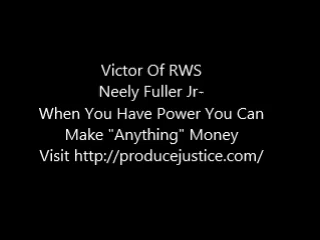 Victor Of RWS
Neely Fuller Jr-
When You Have Power You Can
Make "Anything" Money
Visit http://producejustice.com/